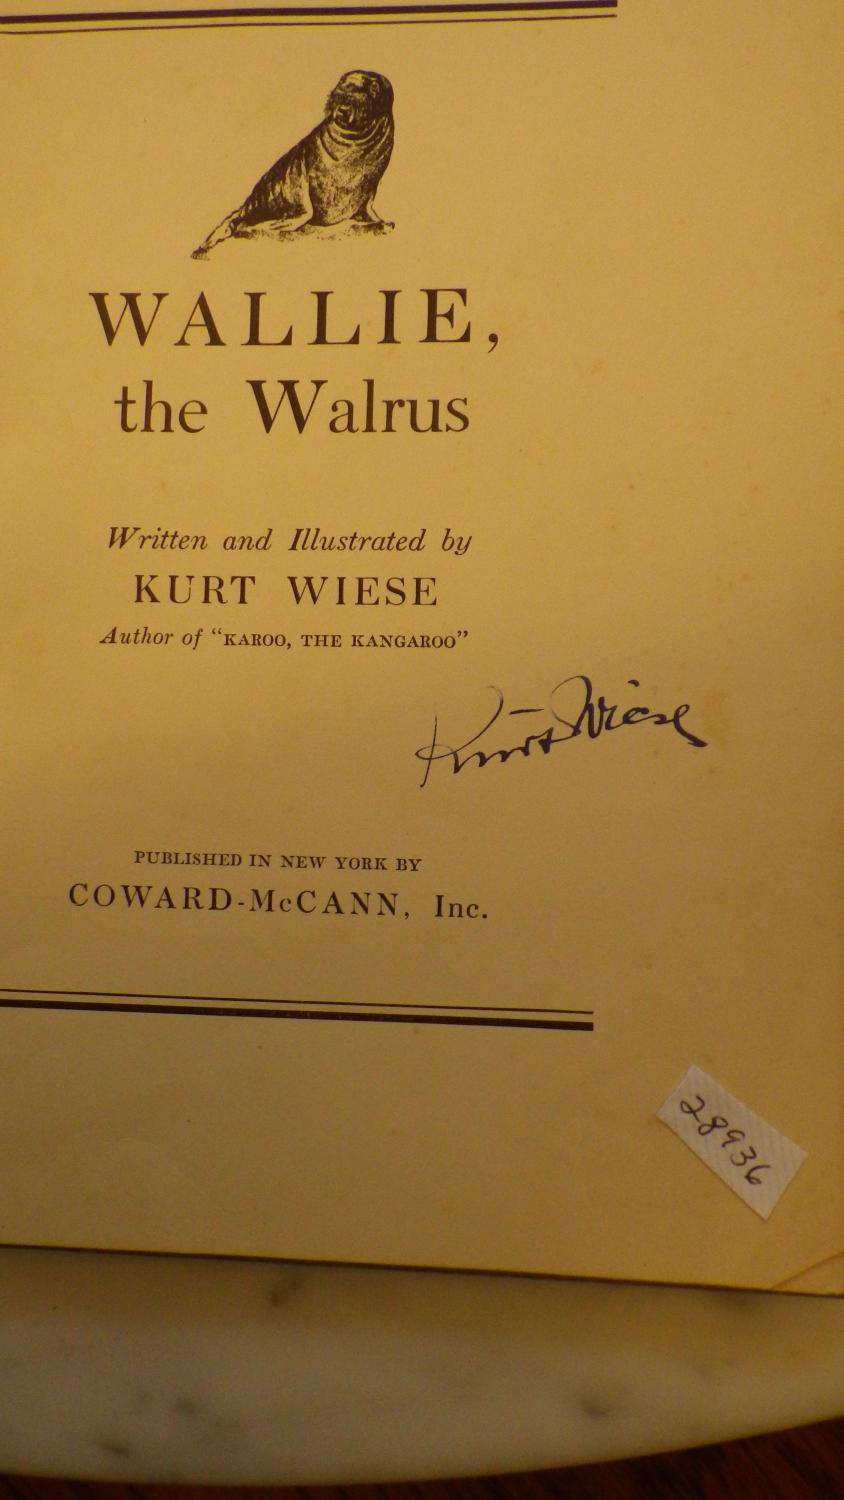 WALLIE,
the Walrus
Written and Illustrated by
KURT WIESE
Author of “KAROO, THE KANGAROO”
Kurt Wiese
PUBLISHED IN NEW YORK BY
COWARD-McCANN, Inc.
28936